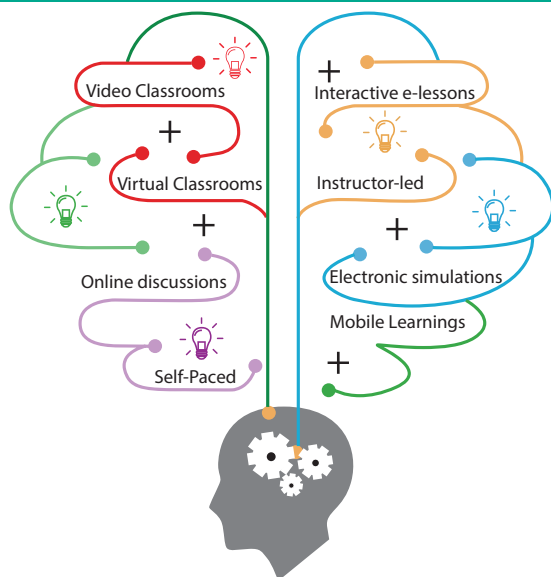 Video Classrooms
+
Virtual Classrooms
+
Online discussions
Self-Paced
+
Interactive e-lessons
Instructor-led
+
Electronic simulations
Mobile Learnings
+